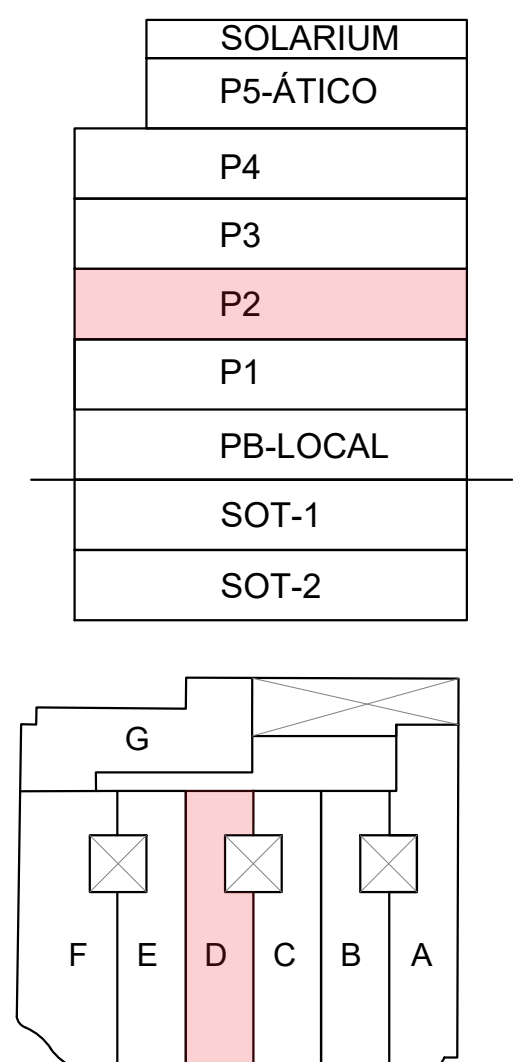 SOLARIUM
P5-ÁTICO
P4
P3
P2
P1
PB-LOCAL
SOT-1
SOT-2
G
F E D C B A